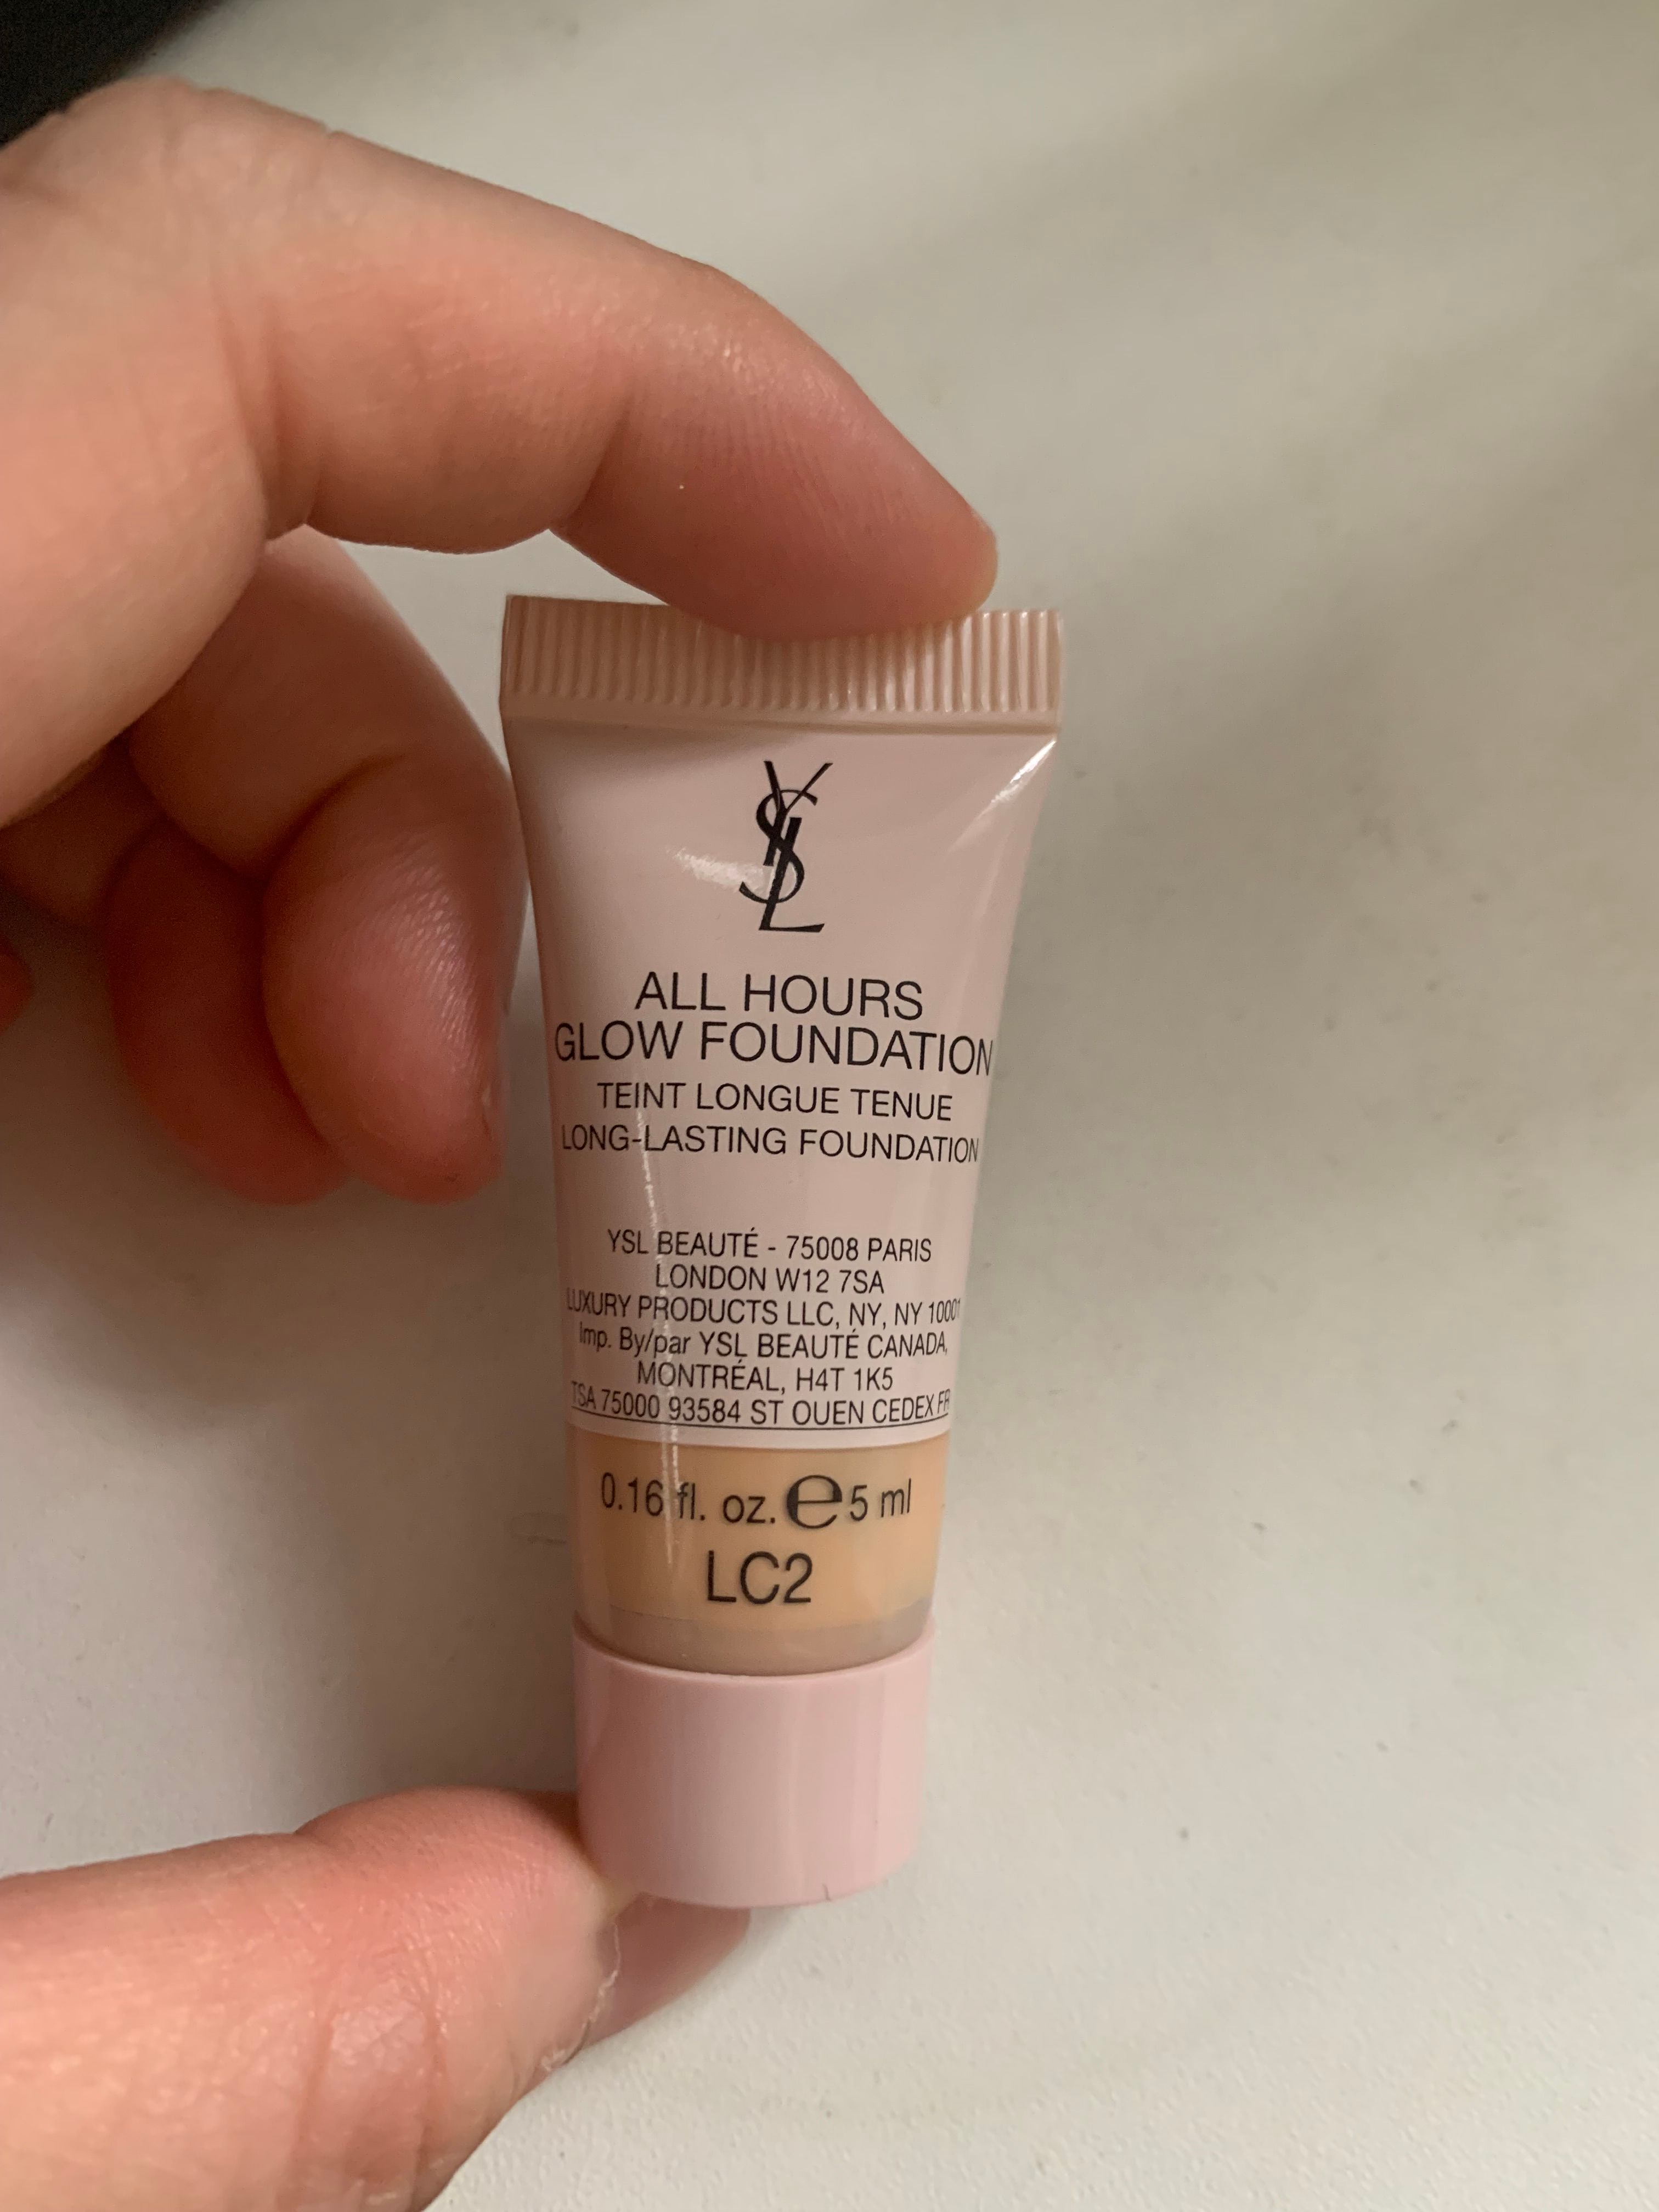 YSL
ALL HOURS
GLOW FOUNDATION
TEINT LONGUE TENUE
LONG-LASTING FOUNDATION
YSL BEAUTÉ - 75008 PARIS
LONDON W12 7SA
LUXURY PRODUCTS LLC, NY, NY 10001
Imp. By/par YSL BEAUTÉ CANADA,
MONTRÉAL, H4T 1K5
TSA 75000 93584 ST OUEN CEDEX FR
0.16 fl. oz. ℮ 5 ml
LC2